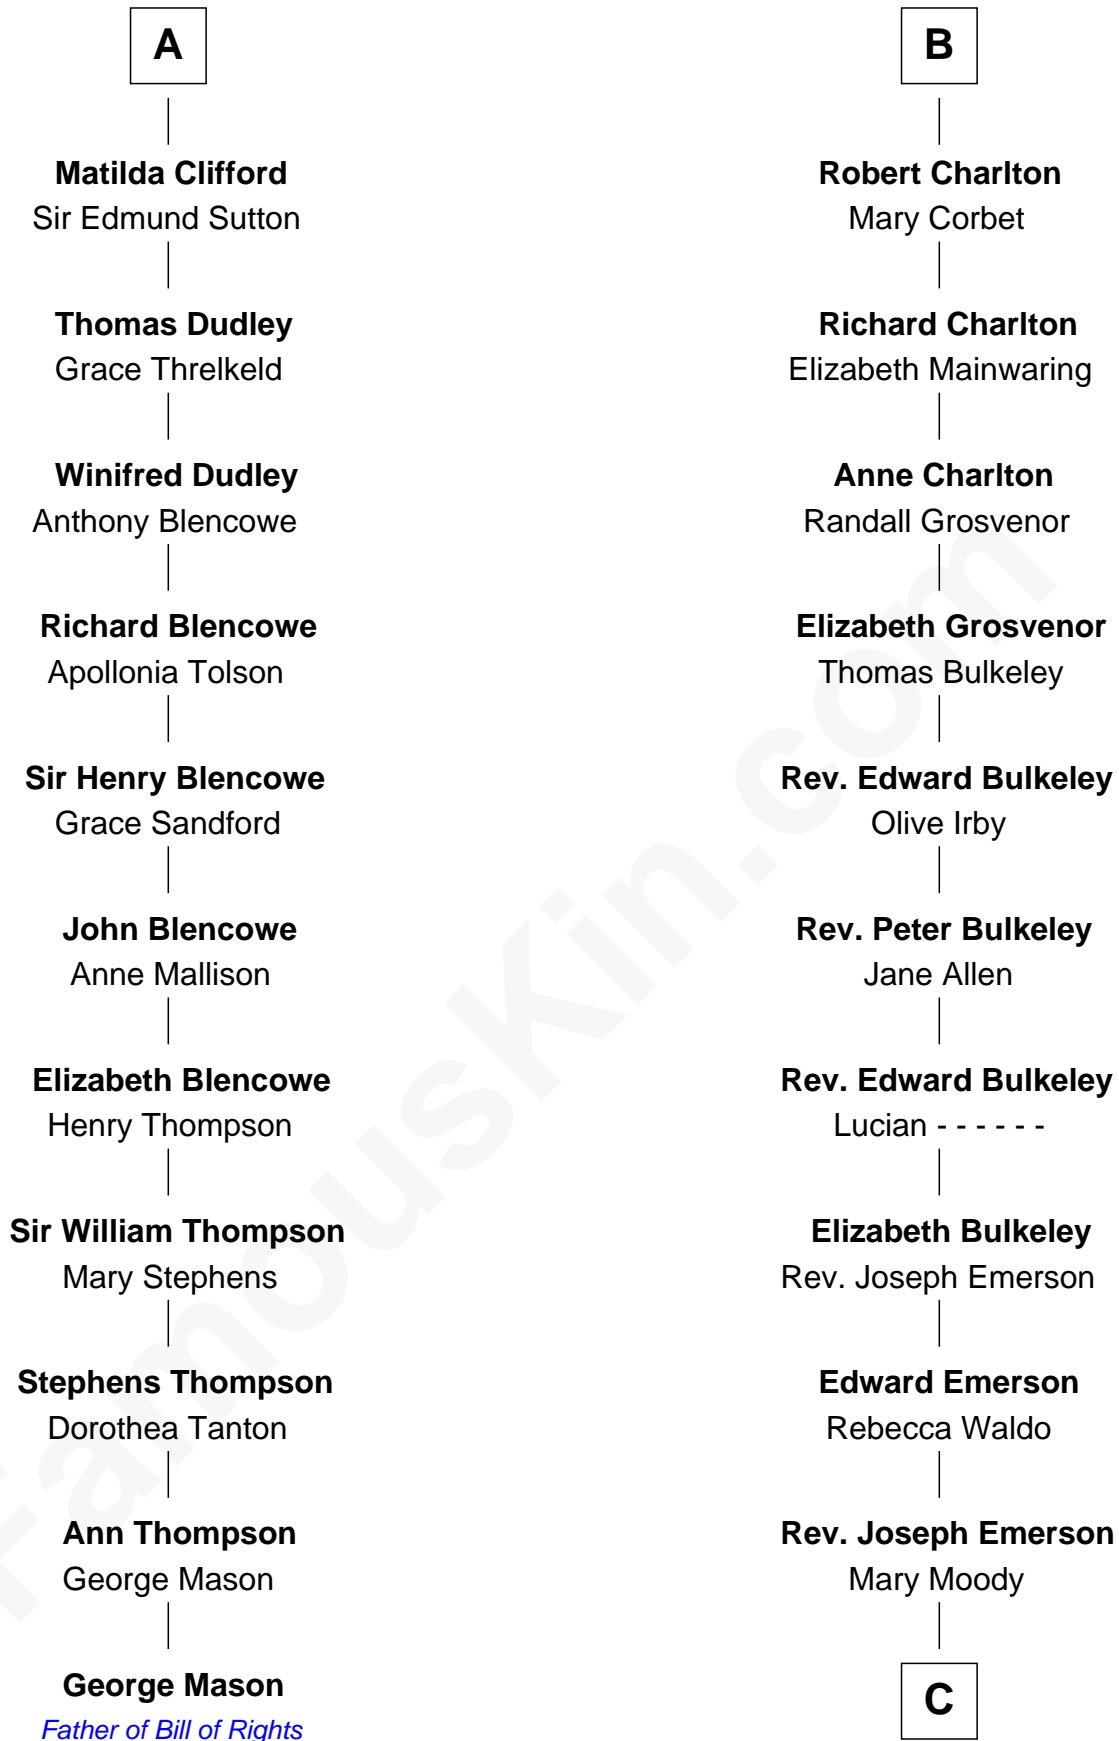 A
Matilda Clifford
Sir Edmund Sutton
Thomas Dudley
Grace Threlkeld
Winifred Dudley
Anthony Blencowe
Richard Blencowe
Apollonia Tolson
Sir Henry Blencowe
Grace Sandford
John Blencowe
Anne Mallison
Elizabeth Blencowe
Henry Thompson
Sir William Thompson
Mary Stephens
Stephens Thompson
Dorothea Tanton
Ann Thompson
George Mason
George Mason
Father of Bill of Rights
B
Robert Charlton
Mary Corbet
Richard Charlton
Elizabeth Mainwaring
Anne Charlton
Randall Grosvenor
Elizabeth Grosvenor
Thomas Bulkeley
Rev. Edward Bulkeley
Olive Irby
Rev. Peter Bulkeley
Jane Allen
Rev. Edward Bulkeley
Lucian - - - - - -
Elizabeth Bulkeley
Rev. Joseph Emerson
Edward Emerson
Rebecca Waldo
Rev. Joseph Emerson
Mary Moody
C
FamousKin.com